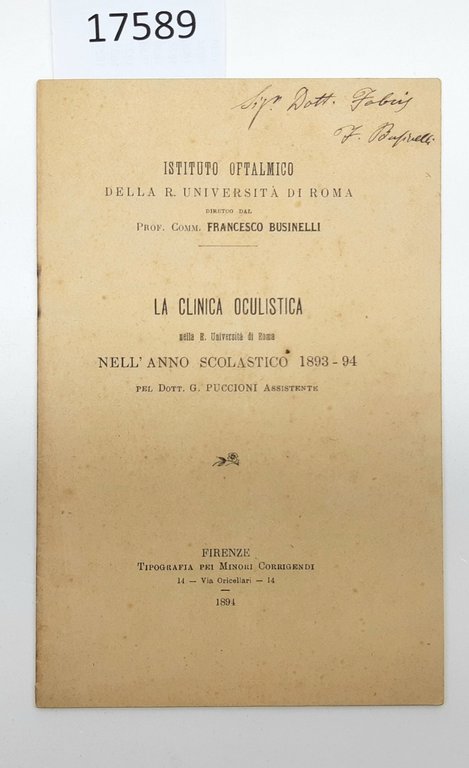 17589
Sigr. Dott. Fabris
F. Businelli
ISTITUTO OFTALMICO
DELLA R. UNIVERSITÀ DI ROMA
DIRETTO DAL
PROF. COMM. FRANCESCO BUSINELLI
LA CLINICA OCULISTICA
nella R. Università di Roma
NELL' ANNO SCOLASTICO 1893-94
PEL DOTT. G. PUCCIONI ASSISTENTE
FIRENZE
TIPOGRAFIA PEI MINORI CORRIGENDI
14 — Via Oricellari — 14
1894